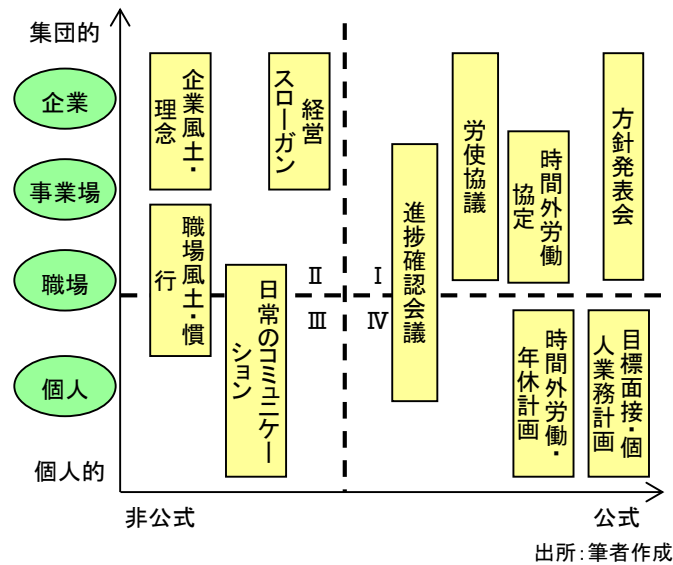 集団的
企業
事業場
職場
個人
個人的
企業風土・
理念
経営
スローガン
職場風土・慣
行
日常のコミュニケー
ション
Ⅱ
Ⅰ
Ⅲ
Ⅳ
進捗確認会議
労使協議
時間外労働
協定
方針発表会
時間外労働・
年休計画
目標面接・個
人業務計画
非公式
公式
出所：筆者作成